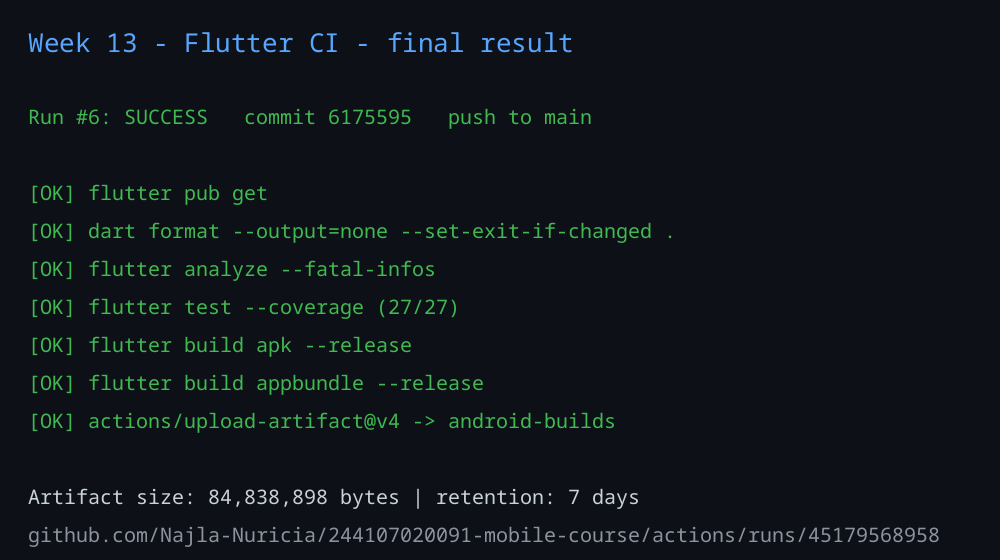 Week 13 - Flutter CI - final result
Run #6: SUCCESS   commit 6175595   push to main
[OK] flutter pub get
[OK] dart format --output=none --set-exit-if-changed .
[OK] flutter analyze --fatal-infos
[OK] flutter test --coverage (27/27)
[OK] flutter build apk --release
[OK] flutter build appbundle --release
[OK] actions/upload-artifact@v4 -> android-builds
Artifact size: 84,838,898 bytes | retention: 7 days
github.com/Najla-Nuricia/244107020091-mobile-course/actions/runs/45179568958